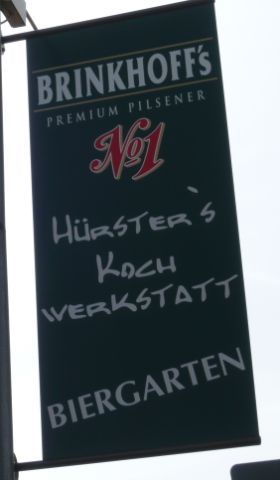 BRINKHOFF's
PREMIUM PILSENER
No1
HÜRSTER`S
KOCH
WERKSTATT
BIERGARTEN